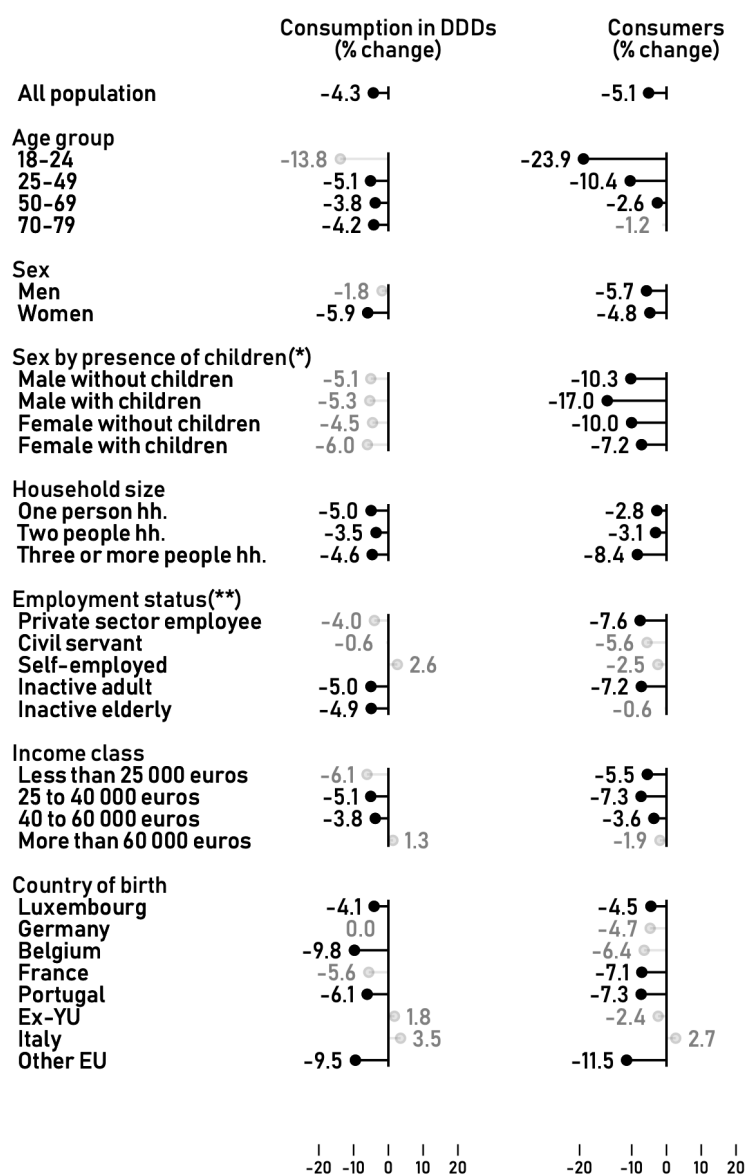 Consumption in DDDs Consumers
(% change) (% change)
All population -4.3 -5.1
Age group
18-24 -13.8 -23.9
25-49 -5.1 -10.4
50-69 -3.8 -2.6
70-79 -4.2 -1.2
Sex
Men -1.8 -5.7
Women -5.9 -4.8
Sex by presence of children(*)
Male without children -5.1 -10.3
Male with children -5.3 -17.0
Female without children -4.5 -10.0
Female with children -6.0 -7.2
Household size
One person hh. -5.0 -2.8
Two people hh. -3.5 -3.1
Three or more people hh. -4.6 -8.4
Employment status(**)
Private sector employee -4.0 -7.6
Civil servant -0.6 -5.6
Self-employed 2.6 -2.5
Inactive adult -5.0 -7.2
Inactive elderly -4.9 -0.6
Income class
Less than 25 000 euros -6.1 -5.5
25 to 40 000 euros -5.1 -7.3
40 to 60 000 euros -3.8 -3.6
More than 60 000 euros 1.3 -1.9
Country of birth
Luxembourg -4.1 -4.5
Germany 0.0 -4.7
Belgium -9.8 -6.4
France -5.6 -7.1
Portugal -6.1 -7.3
Ex-YU 1.8 -2.4
Italy 3.5 2.7
Other EU -9.5 -11.5
-20 -10 0 10 20 -20 -10 0 10 20